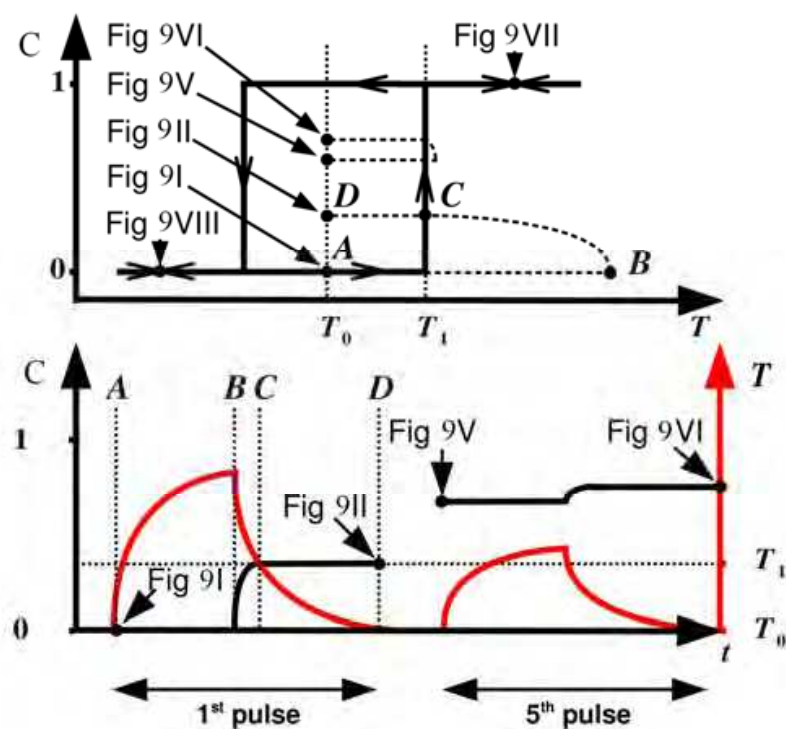 C
Fig 9VI
Fig 9VII
1
Fig 9V
Fig 9II
Fig 9I
D
C
Fig 9VIII
A
0
B
T0
T1
T
C
A
B
C
D
T
1
Fig 9V
Fig 9VI
Fig 9II
T1
Fig 9I
0
T0
t
1st pulse
5th pulse